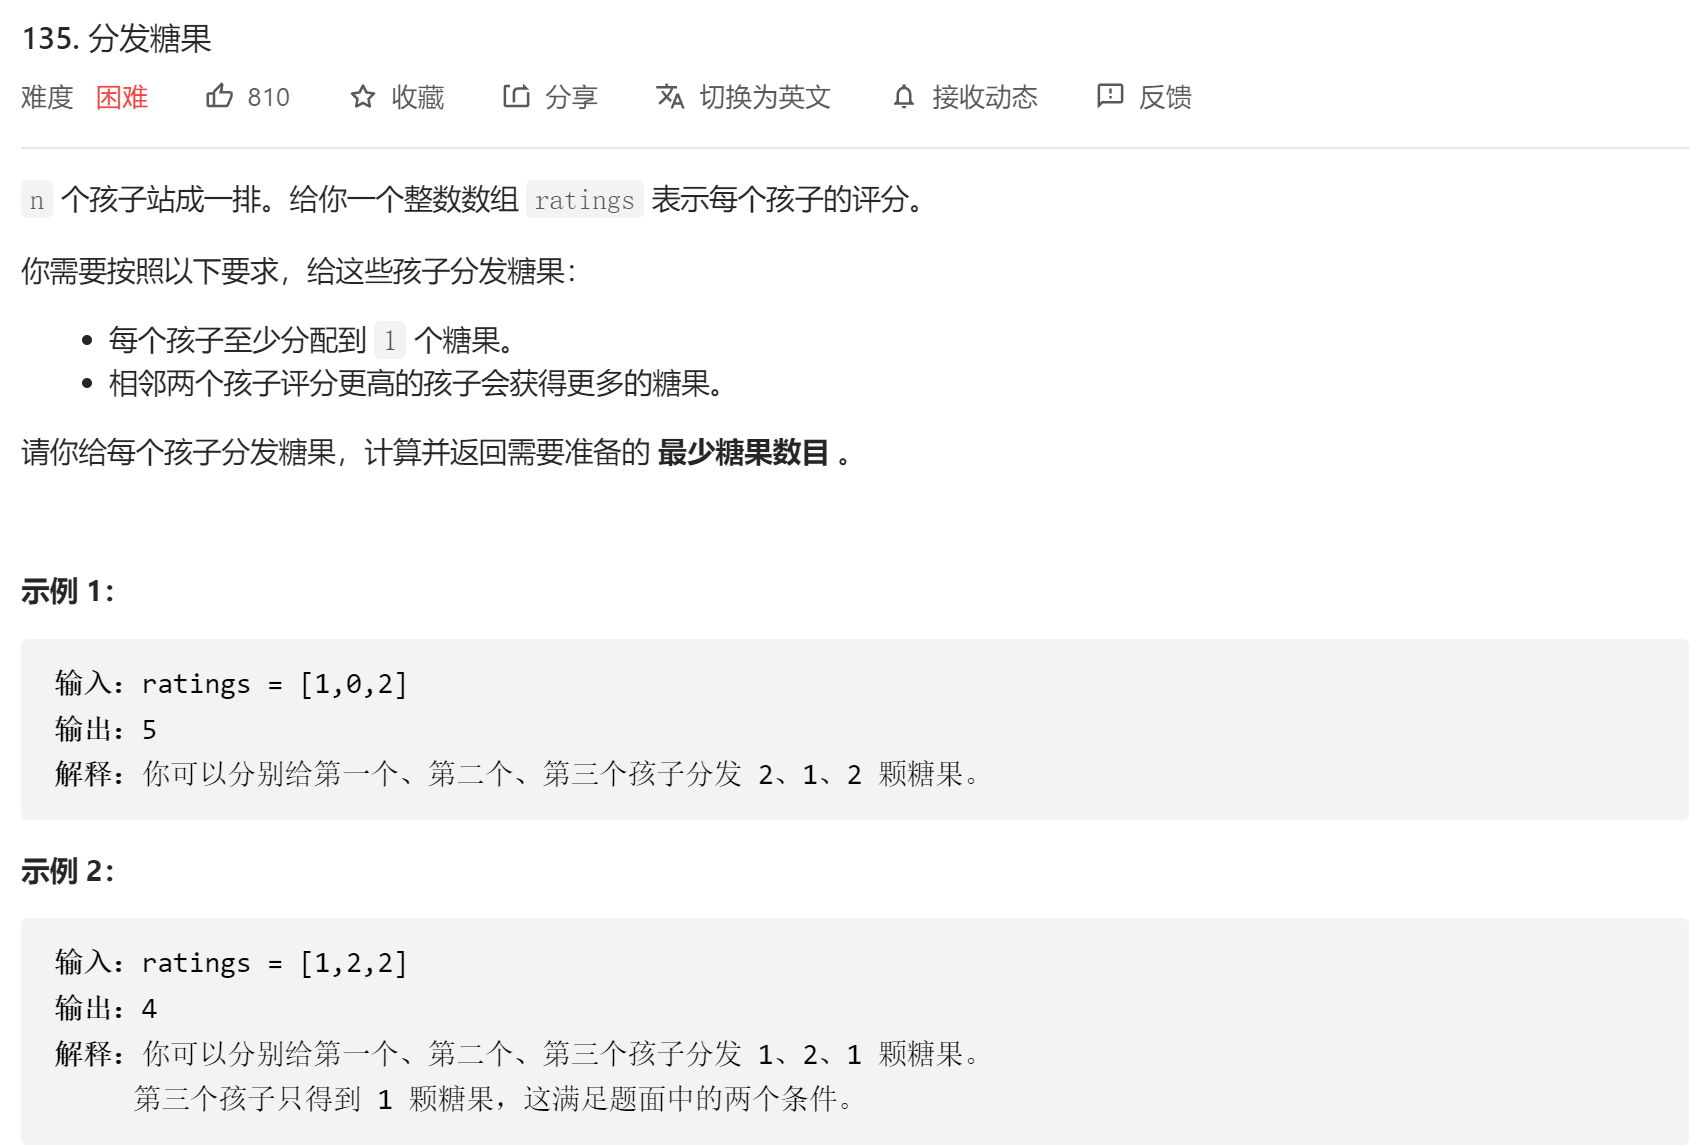 135. 分发糖果
难度 困难 810 收藏 分享 切换为英文 接收动态 反馈
n 个孩子站成一排。给你一个整数数组 ratings 表示每个孩子的评分。
你需要按照以下要求，给这些孩子分发糖果：
• 每个孩子至少分配到 1 个糖果。
• 相邻两个孩子评分更高的孩子会获得更多的糖果。
请你给每个孩子分发糖果，计算并返回需要准备的 最少糖果数目 。
示例 1：
输入：ratings = [1,0,2]
输出：5
解释：你可以分别给第一个、第二个、第三个孩子分发 2、1、2 颗糖果。
示例 2：
输入：ratings = [1,2,2]
输出：4
解释：你可以分别给第一个、第二个、第三个孩子分发 1、2、1 颗糖果。
第三个孩子只得到 1 颗糖果，这满足题面中的两个条件。